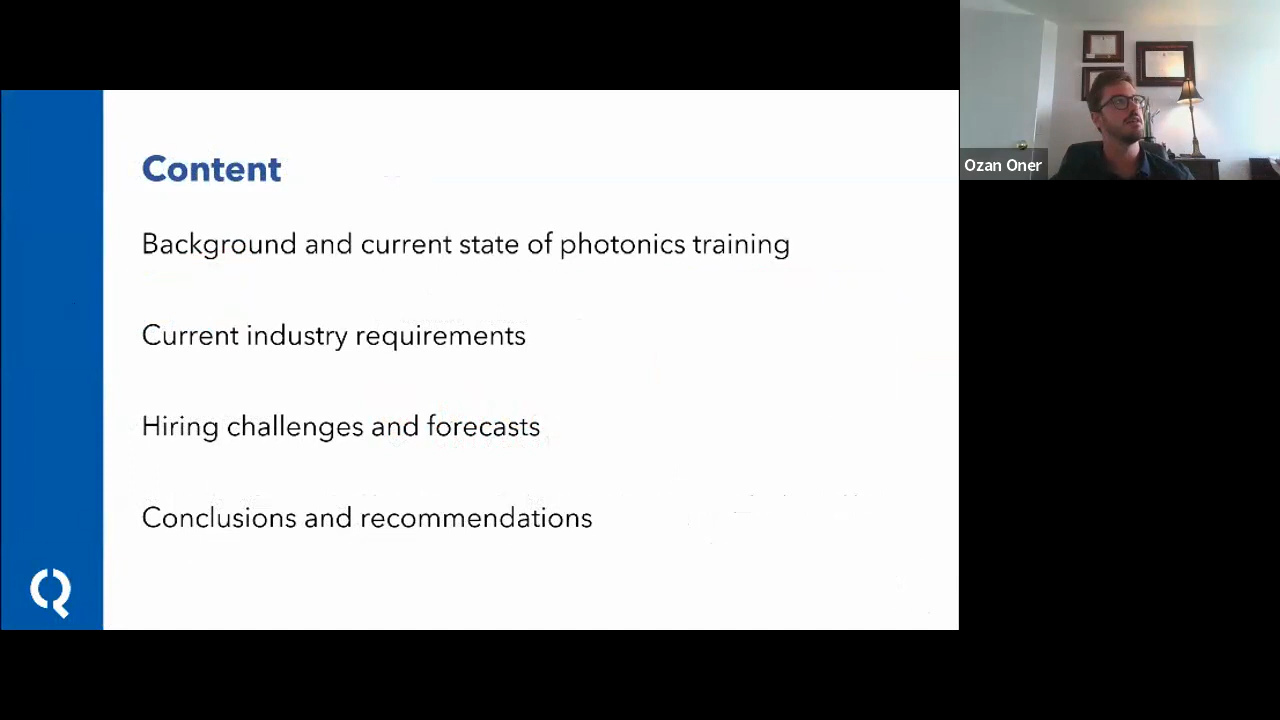 Content
Background and current state of photonics training
Current industry requirements
Hiring challenges and forecasts
Conclusions and recommendations
Ozan Oner